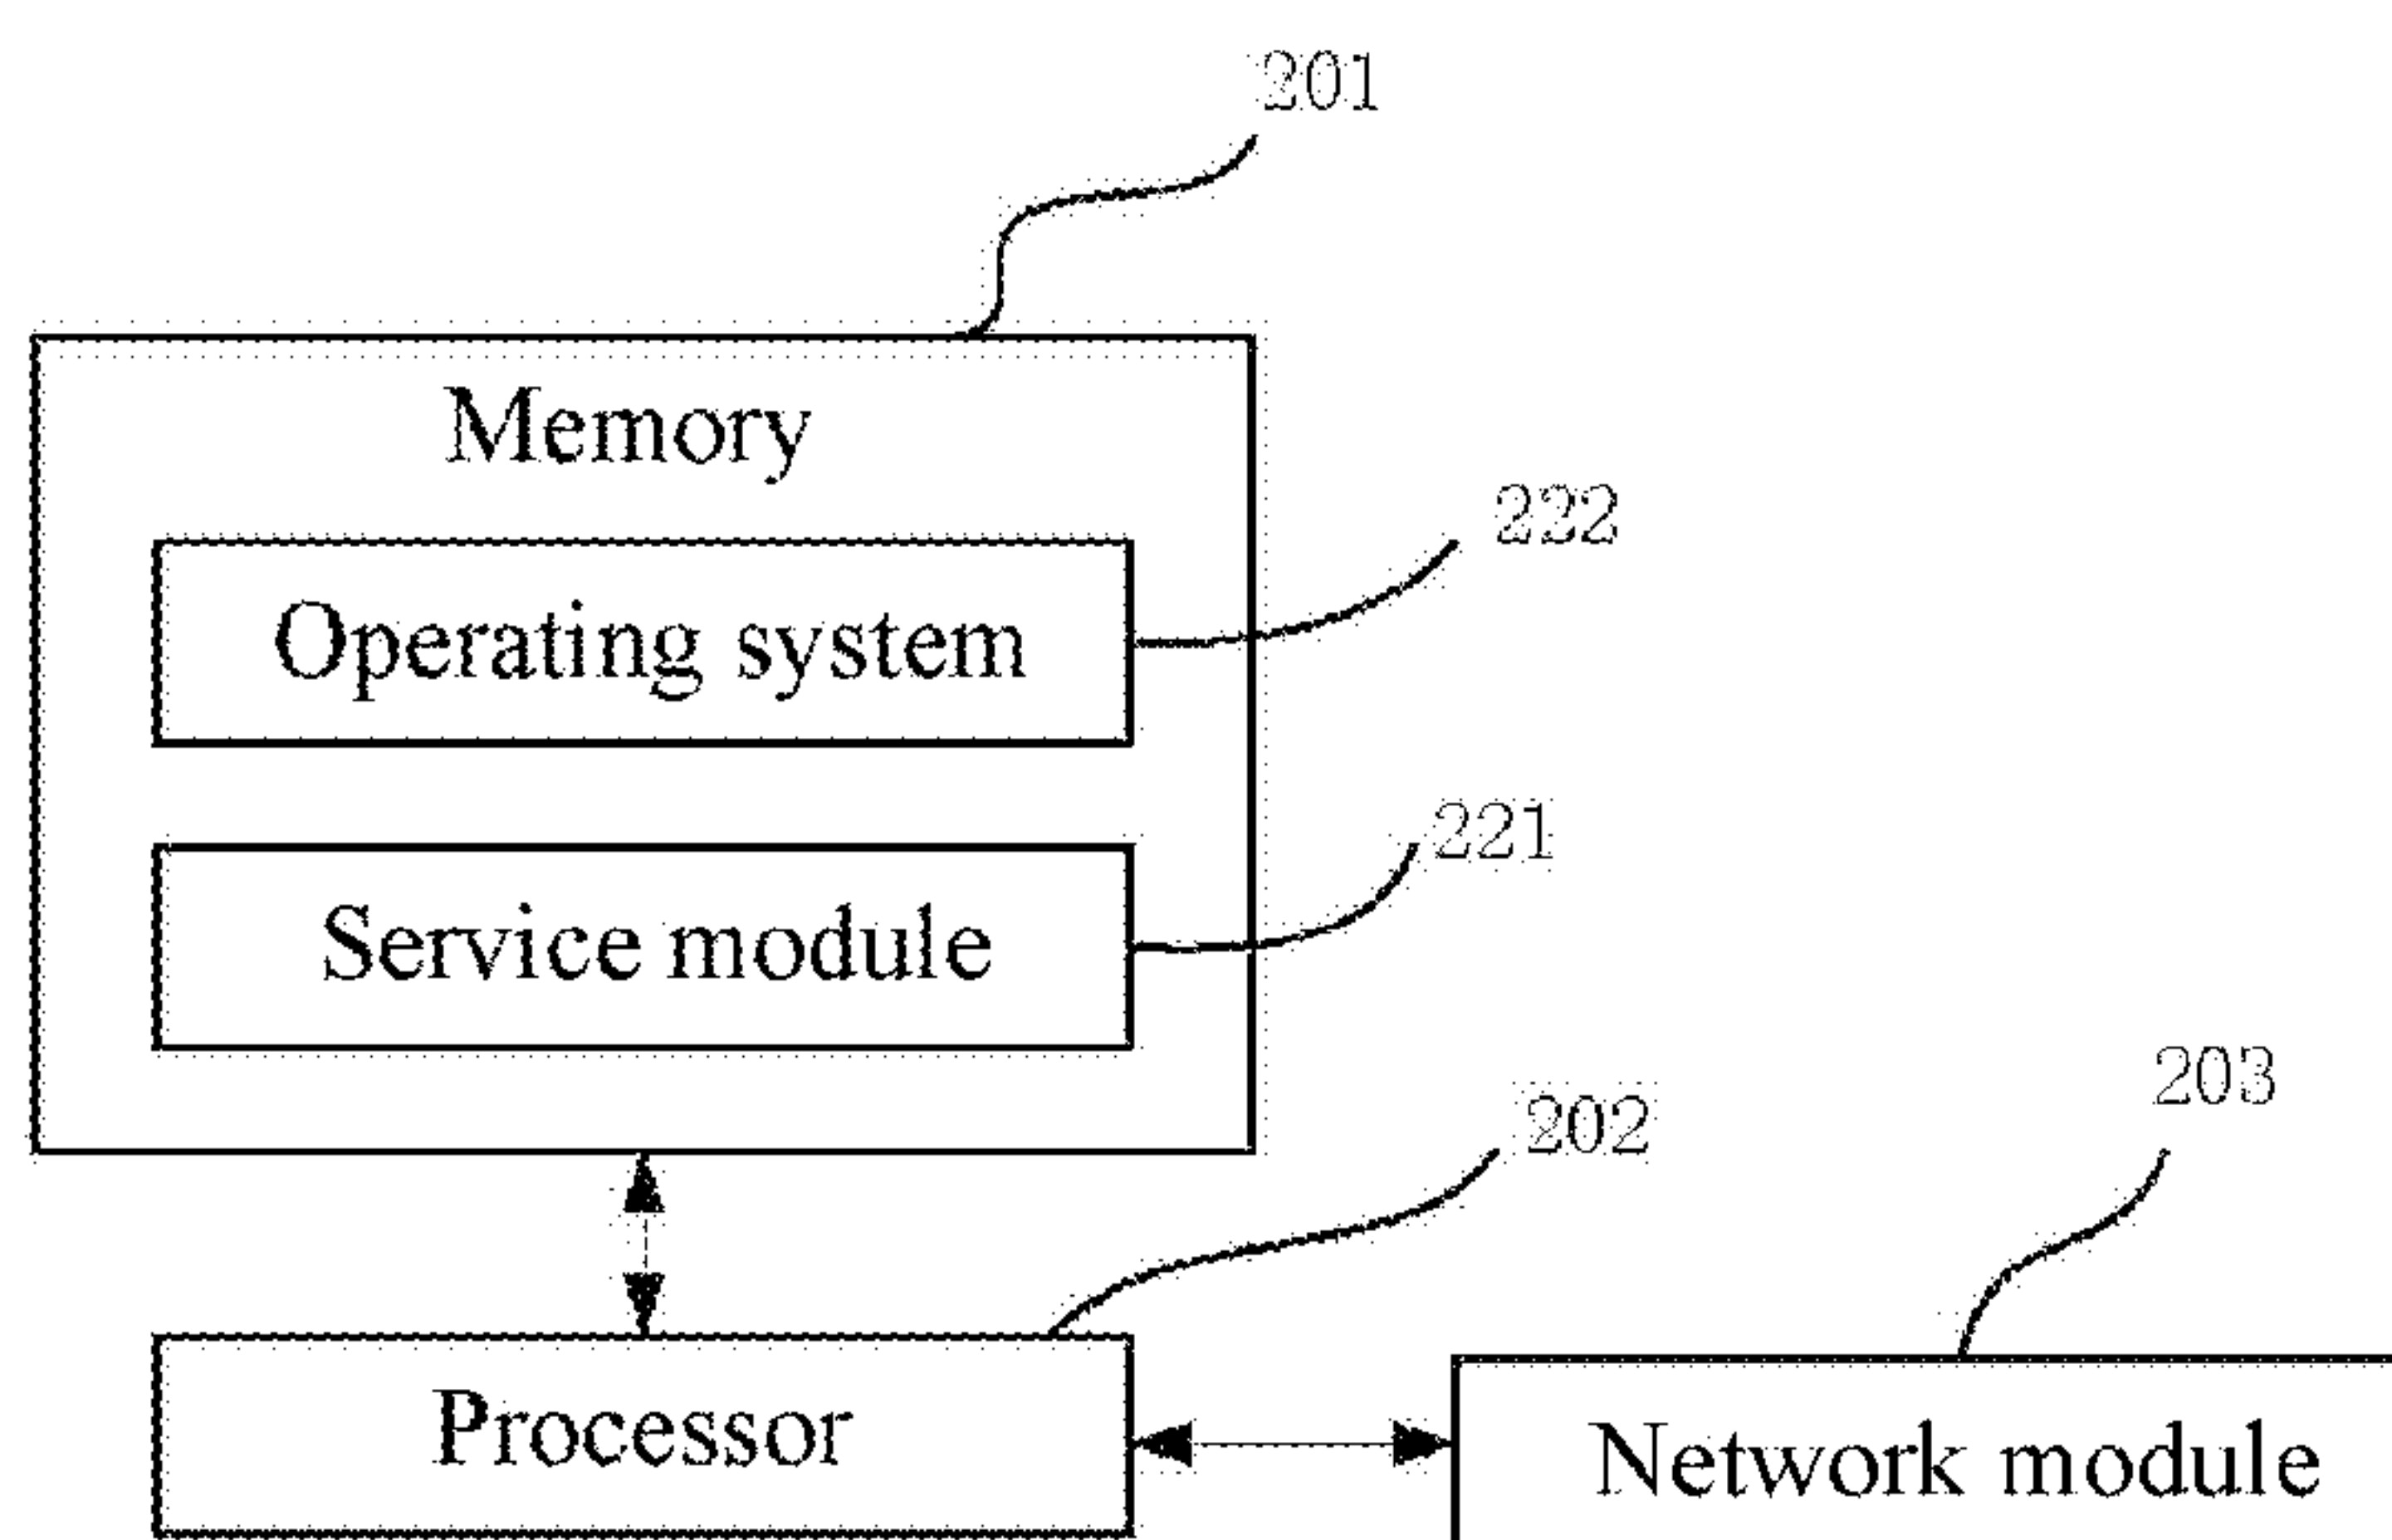 201
Memory
222
Operating system
221
Service module
203
202
Processor
Network module